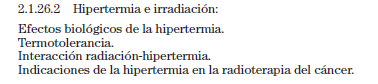 2.1.26.2 Hipertermia e irradiación:
Efectos biológicos de la hipertermia.
Termotolerancia.
Interacción radiación-hipertermia.
Indicaciones de la hipertermia en la radioterapia del cáncer.